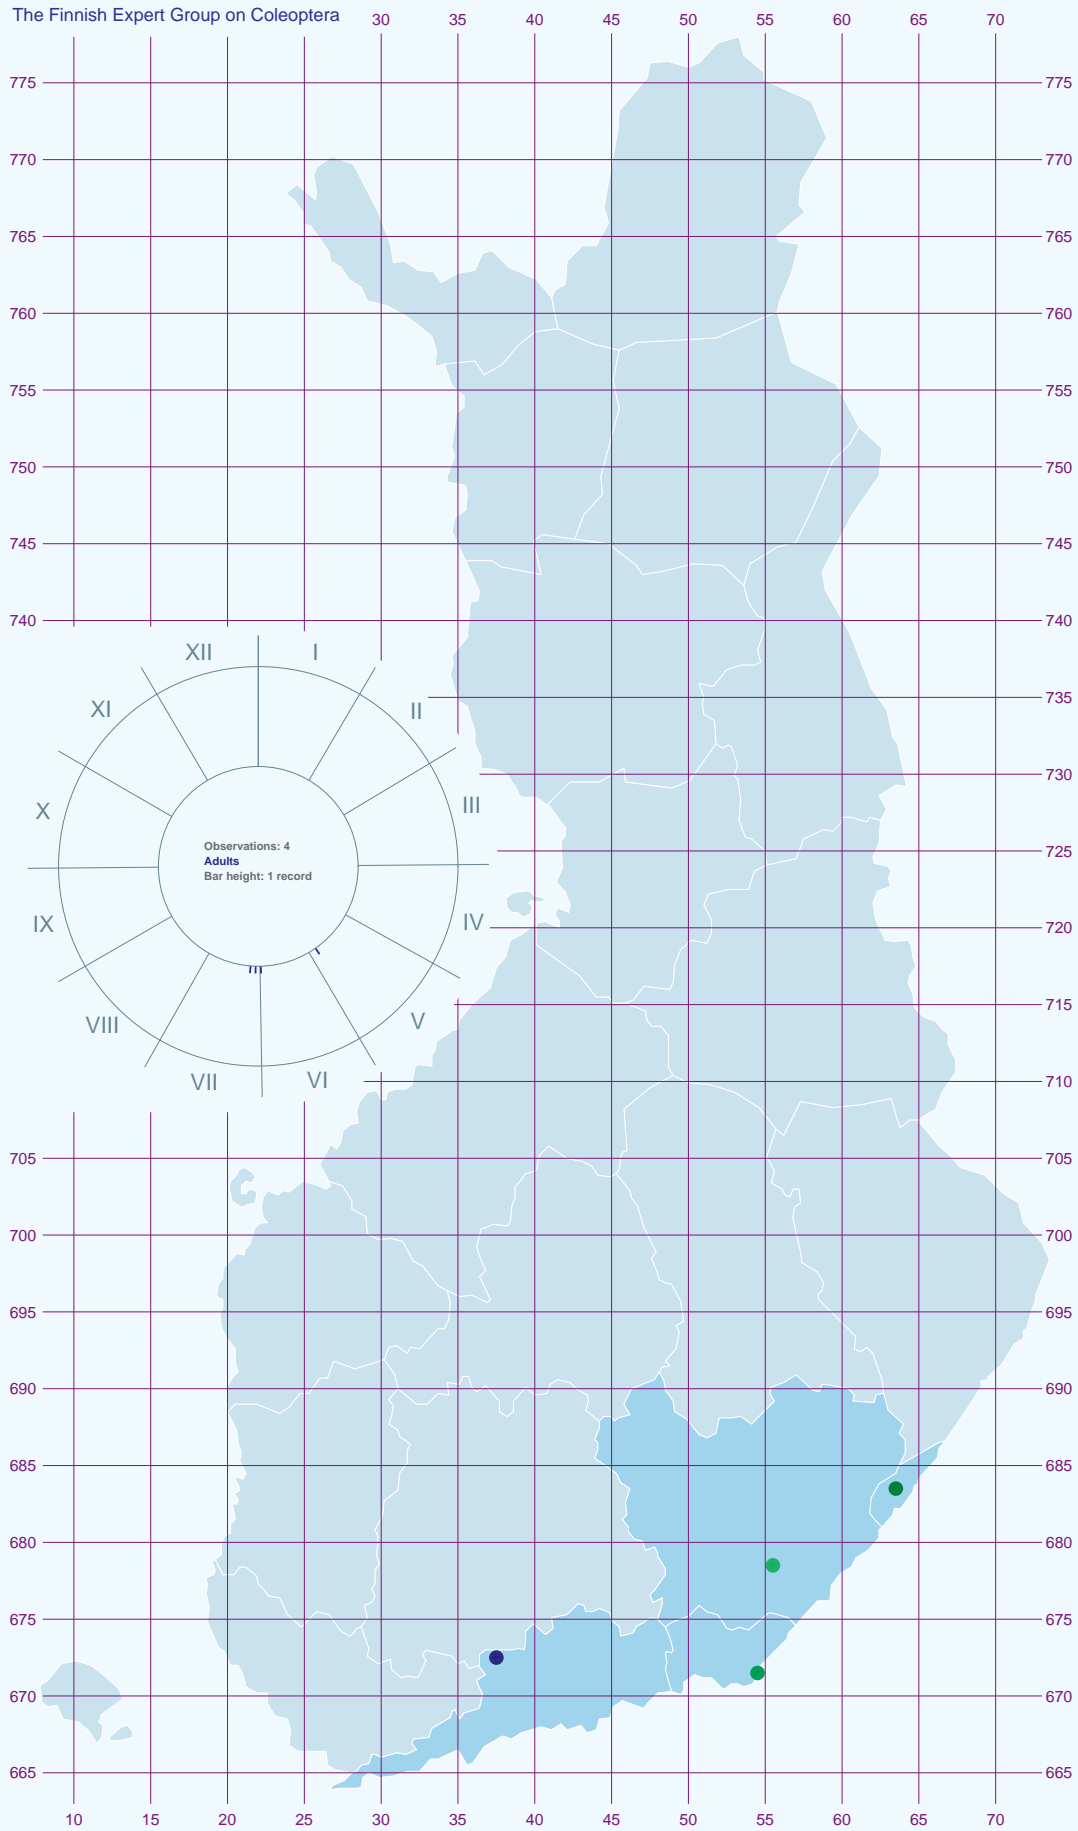 The Finnish Expert Group on Coleoptera
30 35 40 45 50 55 60 65 70
775 775
770 770
765 765
760 760
755 755
750 750
745 745
740 740
735
730
725
720
715
710
705 705
700 700
695 695
690 690
685 685
680 680
675 675
670 670
665 665
XII I
XI II
X III
IX IV
VIII V
VII VI
Observations: 4
Adults
Bar height: 1 record
10 15 20 25 30 35 40 45 50 55 60 65 70